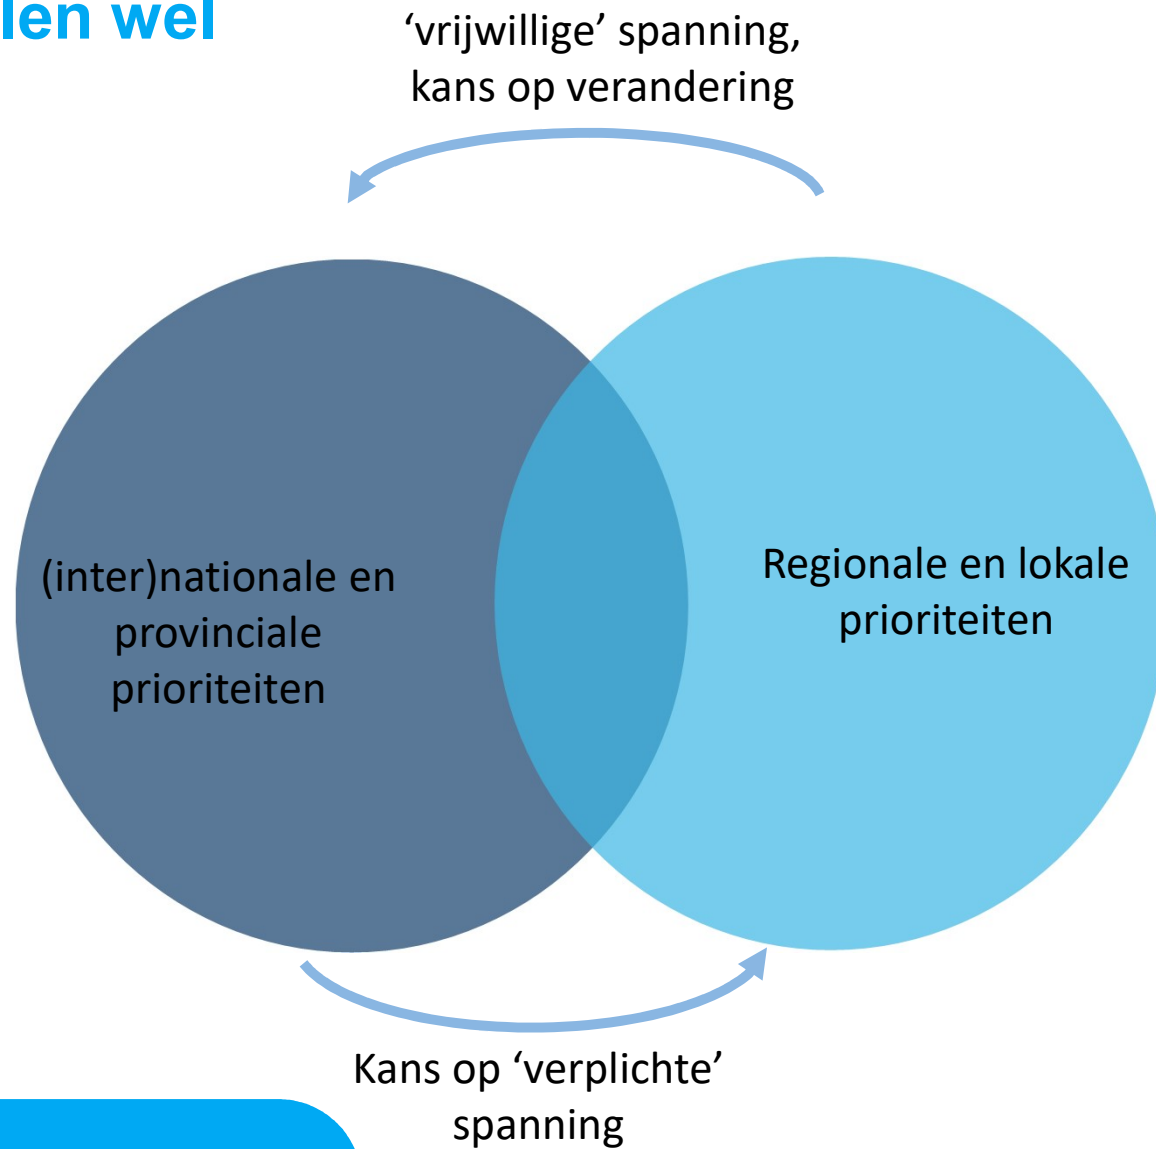 len wel
‘vrijwillige’ spanning,
kans op verandering
(inter)nationale en
provinciale
prioriteiten
Regionale en lokale
prioriteiten
Kans op ‘verplichte’
spanning